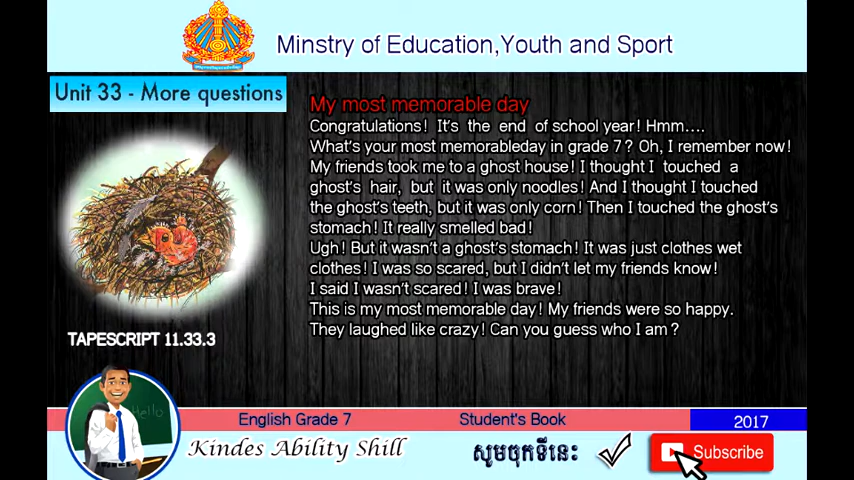 Minstry of Education,Youth and Sport
Unit 33 - More questions
My most memorable day
Congratulations! It's the end of school year! Hmm....
What's your most memorableday in grade 7? Oh, I remember now!
My friends took me to a ghost house! I thought I touched a
ghost's hair, but it was only noodles! And I thought I touched
the ghost's teeth, but it was only corn! Then I touched the ghost's
stomach! It really smelled bad!
Ugh! But it wasn't a ghost's stomach! It was just clothes wet
clothes! I was so scared, but I didn't let my friends know!
I said I wasn't scared! I was brave!
This is my most memorable day! My friends were so happy.
They laughed like crazy! Can you guess who I am?
TAPESCRIPT 11.33.3
Hello
English Grade 7
Student's Book
2017
Kindes Ability Shill
សូមចុកទីនេះ
Subscribe